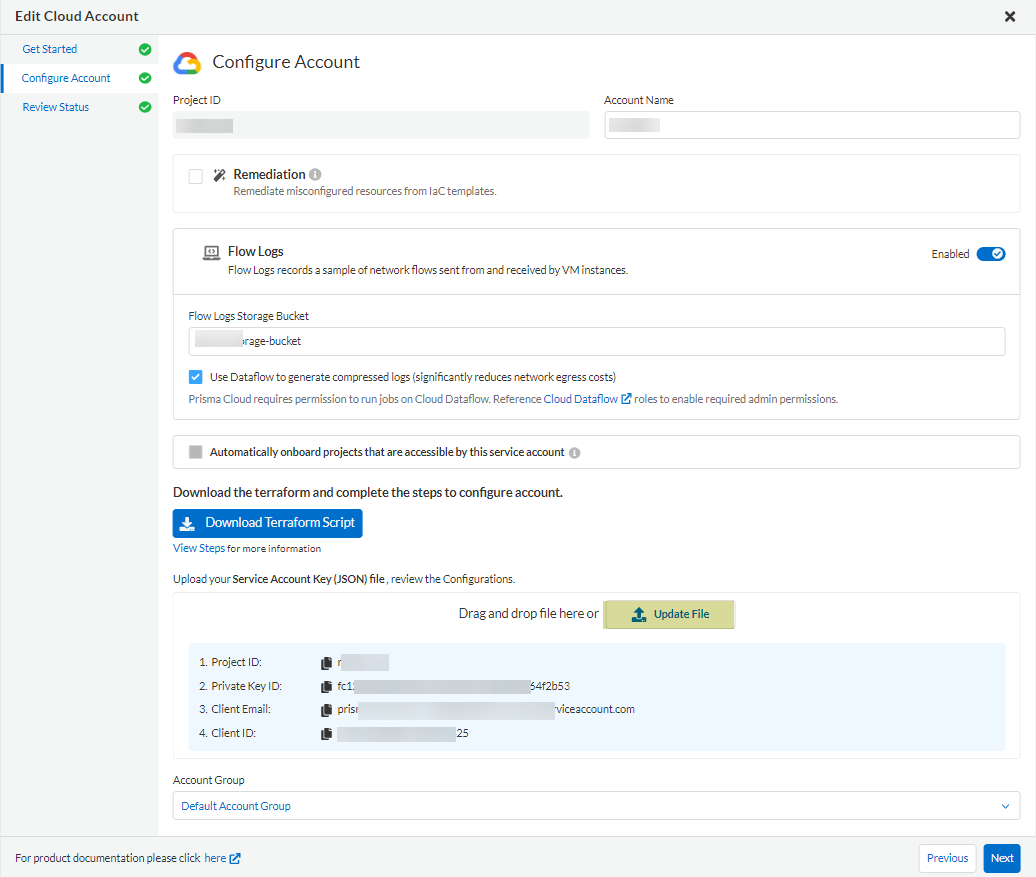 Edit Cloud Account
Get Started
Configure Account
Review Status
Configure Account
Project ID
Account Name
Remediation
Remediate misconfigured resources from IaC templates.
Flow Logs
Flow Logs records a sample of network flows sent from and received by VM instances.
Enabled
Flow Logs Storage Bucket
rage-bucket
Use Dataflow to generate compressed logs (significantly reduces network egress costs)
Prisma Cloud requires permission to run jobs on Cloud Dataflow. Reference Cloud Dataflow roles to enable required admin permissions.
Automatically onboard projects that are accessible by this service account
Download the terraform and complete the steps to configure account.
Download Terraform Script
View Steps for more information
Upload your Service Account Key (JSON) file , review the Configurations.
Drag and drop file here or Update File
1. Project ID:
2. Private Key ID: fc1 64f2b53
3. Client Email: pris viceaccount.com
4. Client ID: 25
Account Group
Default Account Group
For product documentation please click here
Previous
Next